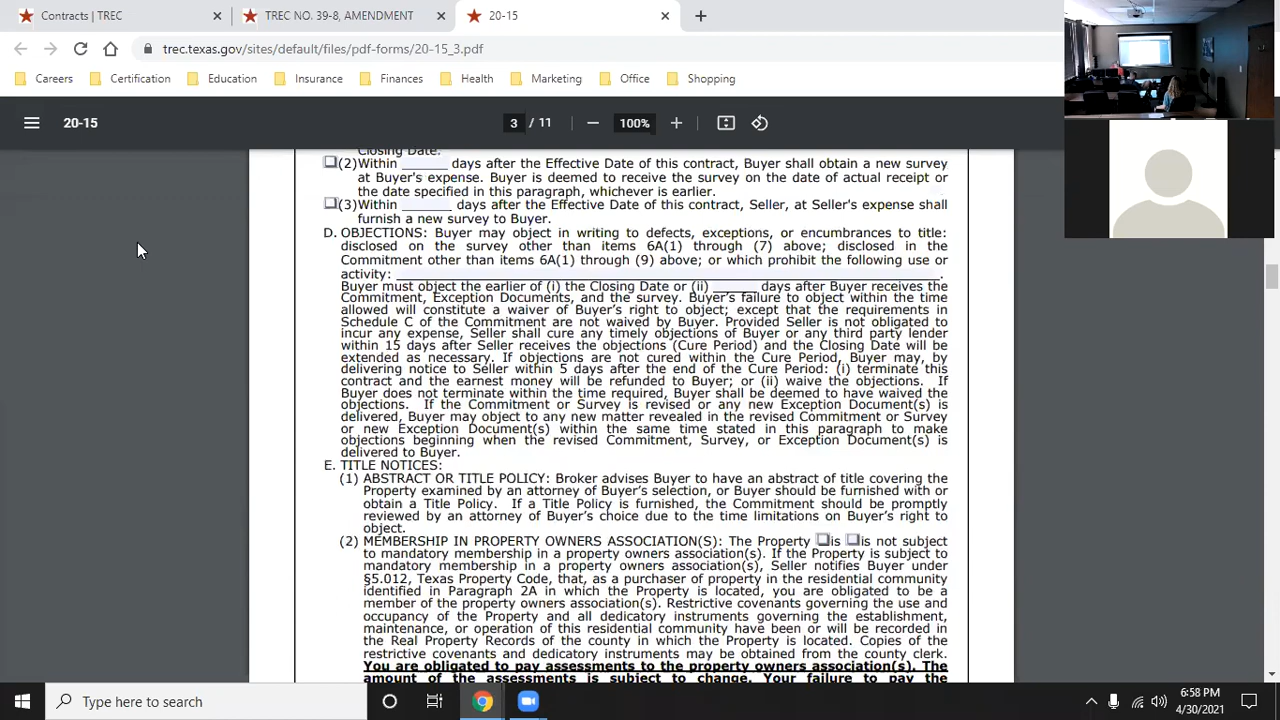 Contracts | TREC
TREC NO. 39-8, AMENDMENT
20-15
trec.texas.gov/sites/default/files/pdf-forms/20-15_3.pdf
Careers Certification Education Insurance Finances Health Marketing Office Shopping
20-15
3 / 11
100%
Closing Date.
(2) Within days after the Effective Date of this contract, Buyer shall obtain a new survey
at Buyer's expense. Buyer is deemed to receive the survey on the date of actual receipt or
the date specified in this paragraph, whichever is earlier.
(3) Within days after the Effective Date of this contract, Seller, at Seller's expense shall
furnish a new survey to Buyer.
D. OBJECTIONS: Buyer may object in writing to defects, exceptions, or encumbrances to title:
disclosed on the survey other than items 6A(1) through (7) above; disclosed in the
Commitment other than items 6A(1) through (9) above; or which prohibit the following use or
activity: .
Buyer must object the earlier of (i) the Closing Date or (ii) days after Buyer receives the
Commitment, Exception Documents, and the survey. Buyer's failure to object within the time
allowed will constitute a waiver of Buyer's right to object; except that the requirements in
Schedule C of the Commitment are not waived by Buyer. Provided Seller is not obligated to
incur any expense, Seller shall cure any timely objections of Buyer or any third party lender
within 15 days after Seller receives the objections (Cure Period) and the Closing Date will be
extended as necessary. If objections are not cured within the Cure Period, Buyer may, by
delivering notice to Seller within 5 days after the end of the Cure Period: (i) terminate this
contract and the earnest money will be refunded to Buyer; or (ii) waive the objections. If
Buyer does not terminate within the time required, Buyer shall be deemed to have waived the
objections. If the Commitment or Survey is revised or any new Exception Document(s) is
delivered, Buyer may object to any new matter revealed in the revised Commitment or Survey
or new Exception Document(s) within the same time stated in this paragraph to make
objections beginning when the revised Commitment, Survey, or Exception Document(s) is
delivered to Buyer.
E. TITLE NOTICES:
(1) ABSTRACT OR TITLE POLICY: Broker advises Buyer to have an abstract of title covering the
Property examined by an attorney of Buyer's selection, or Buyer should be furnished with or
obtain a Title Policy. If a Title Policy is furnished, the Commitment should be promptly
reviewed by an attorney of Buyer's choice due to the time limitations on Buyer's right to
object.
(2) MEMBERSHIP IN PROPERTY OWNERS ASSOCIATION(S): The Property is is not subject
to mandatory membership in a property owners association(s). If the Property is subject to
mandatory membership in a property owners association(s), Seller notifies Buyer under
§5.012, Texas Property Code, that, as a purchaser of property in the residential community
identified in Paragraph 2A in which the Property is located, you are obligated to be a
member of the property owners association(s). Restrictive covenants governing the use and
occupancy of the Property and all dedicatory instruments governing the establishment,
maintenance, or operation of this residential community have been or will be recorded in
the Real Property Records of the county in which the Property is located. Copies of the
restrictive covenants and dedicatory instruments may be obtained from the county clerk.
You are obligated to pay assessments to the property owners association(s). The
amount of the assessments is subject to change. Your failure to pay the
Type here to search
6:58 PM
4/30/2021